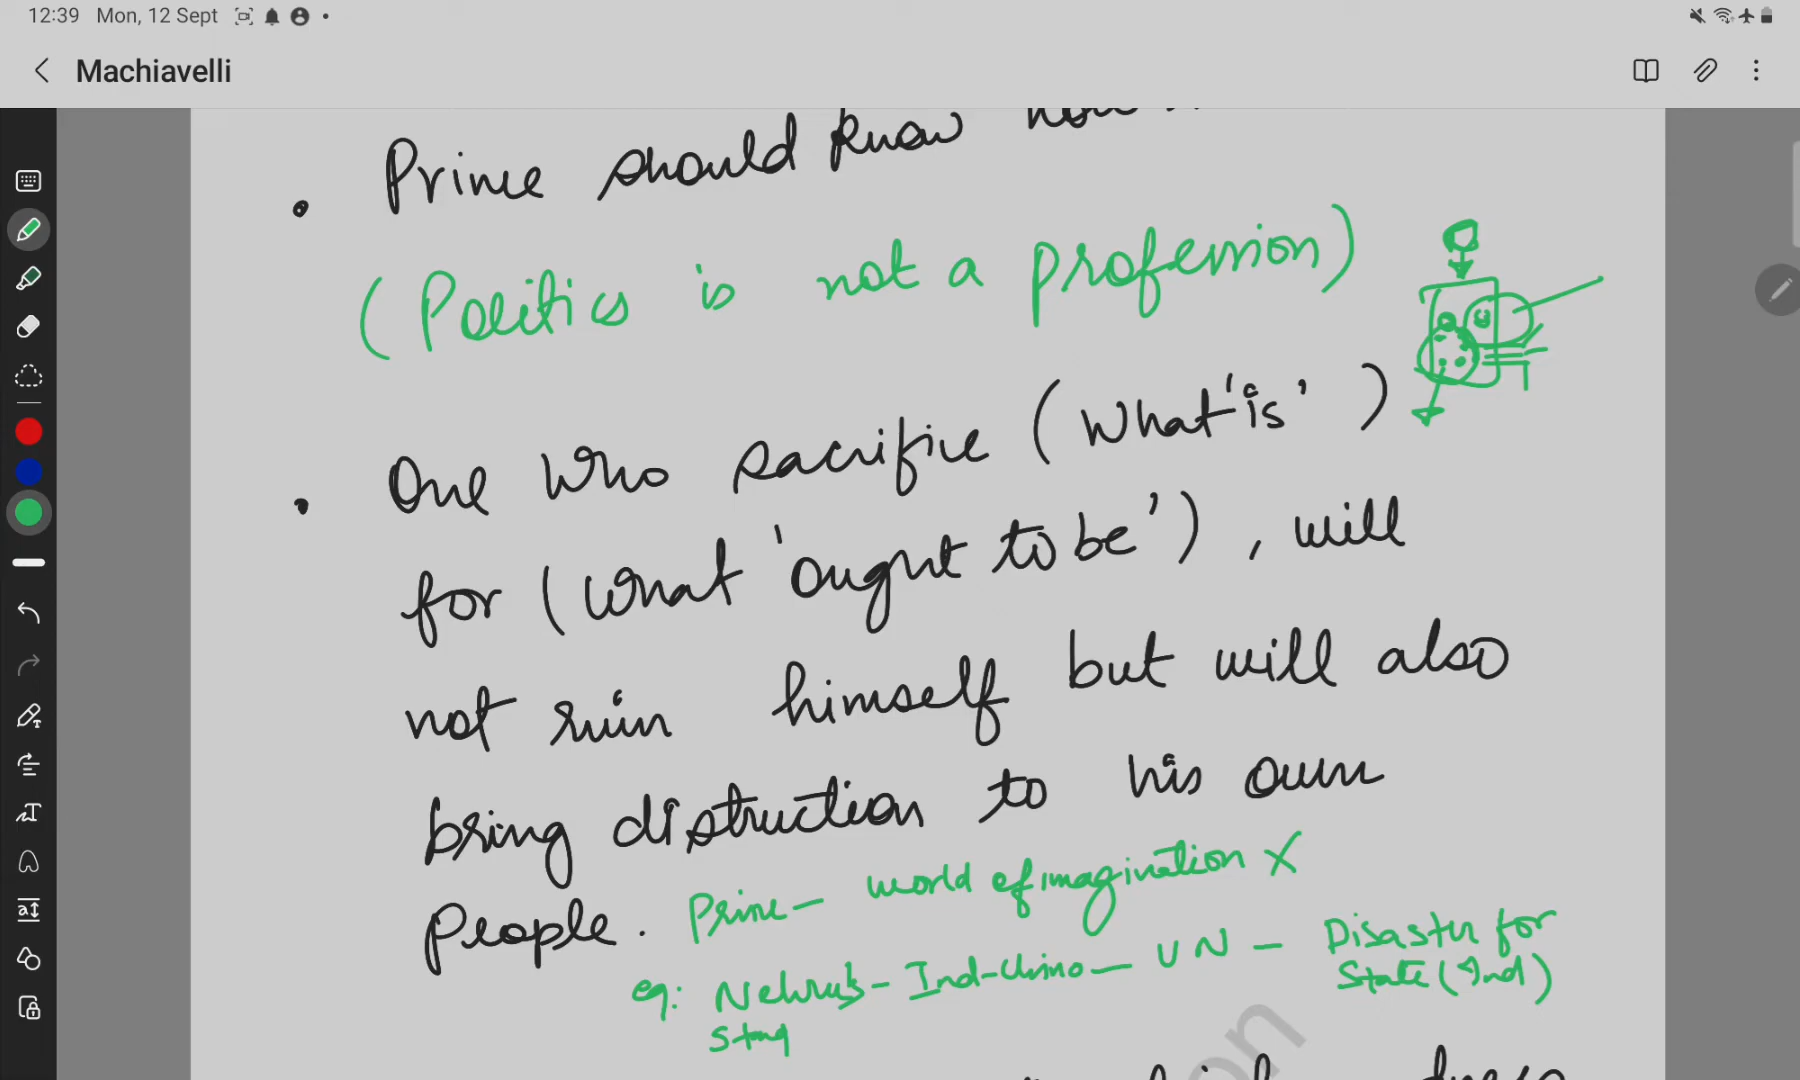 12:39 Mon, 12 Sept
Machiavelli
Prince should know how
(Politics is not a profession)
One who sacrifice (what 'is')
for (what 'ought to be'), will
not ruin himself but will also
bring distruction to his own
people. Prince - world of imagination X
eg: Nehru's - Ind-Chino - UN - Disaster for
State (Ind)